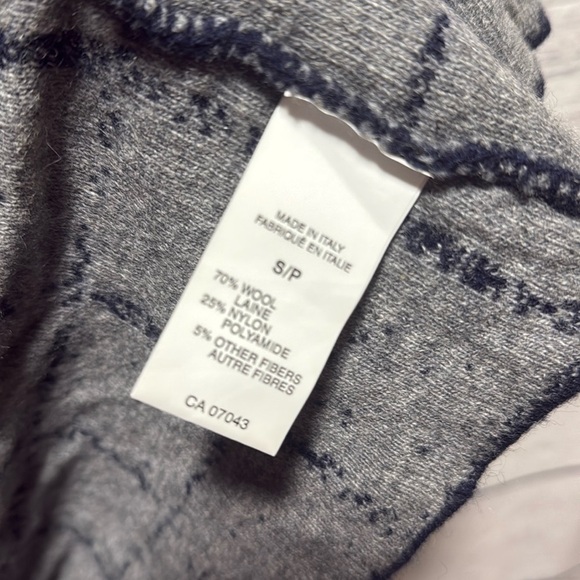 MADE IN ITALY
FABRIQUÉ EN ITALIE
S/P
70% WOOL
LAINE
25% NYLON
POLYAMIDE
5% OTHER FIBERS
AUTRE FIBRES
CA 07043